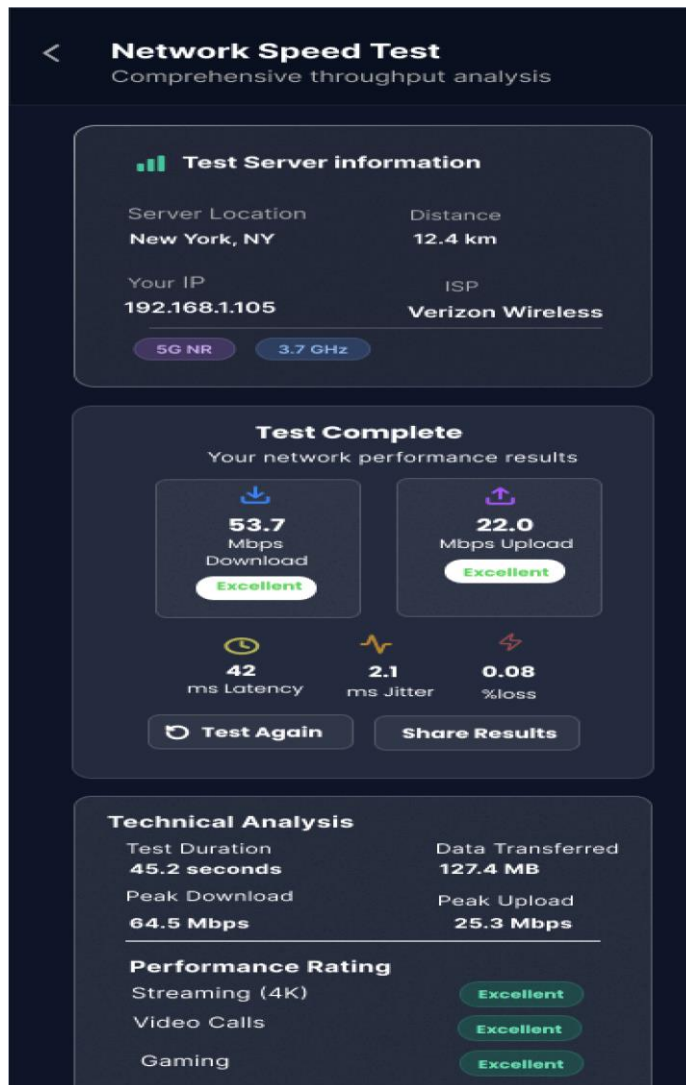 Network Speed Test
Comprehensive throughput analysis
Test Server information
Server Location
Distance
New York, NY
12.4 km
Your IP
ISP
192.168.1.105
Verizon Wireless
5G NR
3.7 GHz
Test Complete
Your network performance results
53.7
Mbps
Download
Excellent
22.0
Mbps Upload
Excellent
42
ms Latency
2.1
ms Jitter
0.08
%loss
Test Again
Share Results
Technical Analysis
Test Duration
Data Transferred
45.2 seconds
127.4 MB
Peak Download
Peak Upload
64.5 Mbps
25.3 Mbps
Performance Rating
Streaming (4K)
Excellent
Video Calls
Excellent
Gaming
Excellent